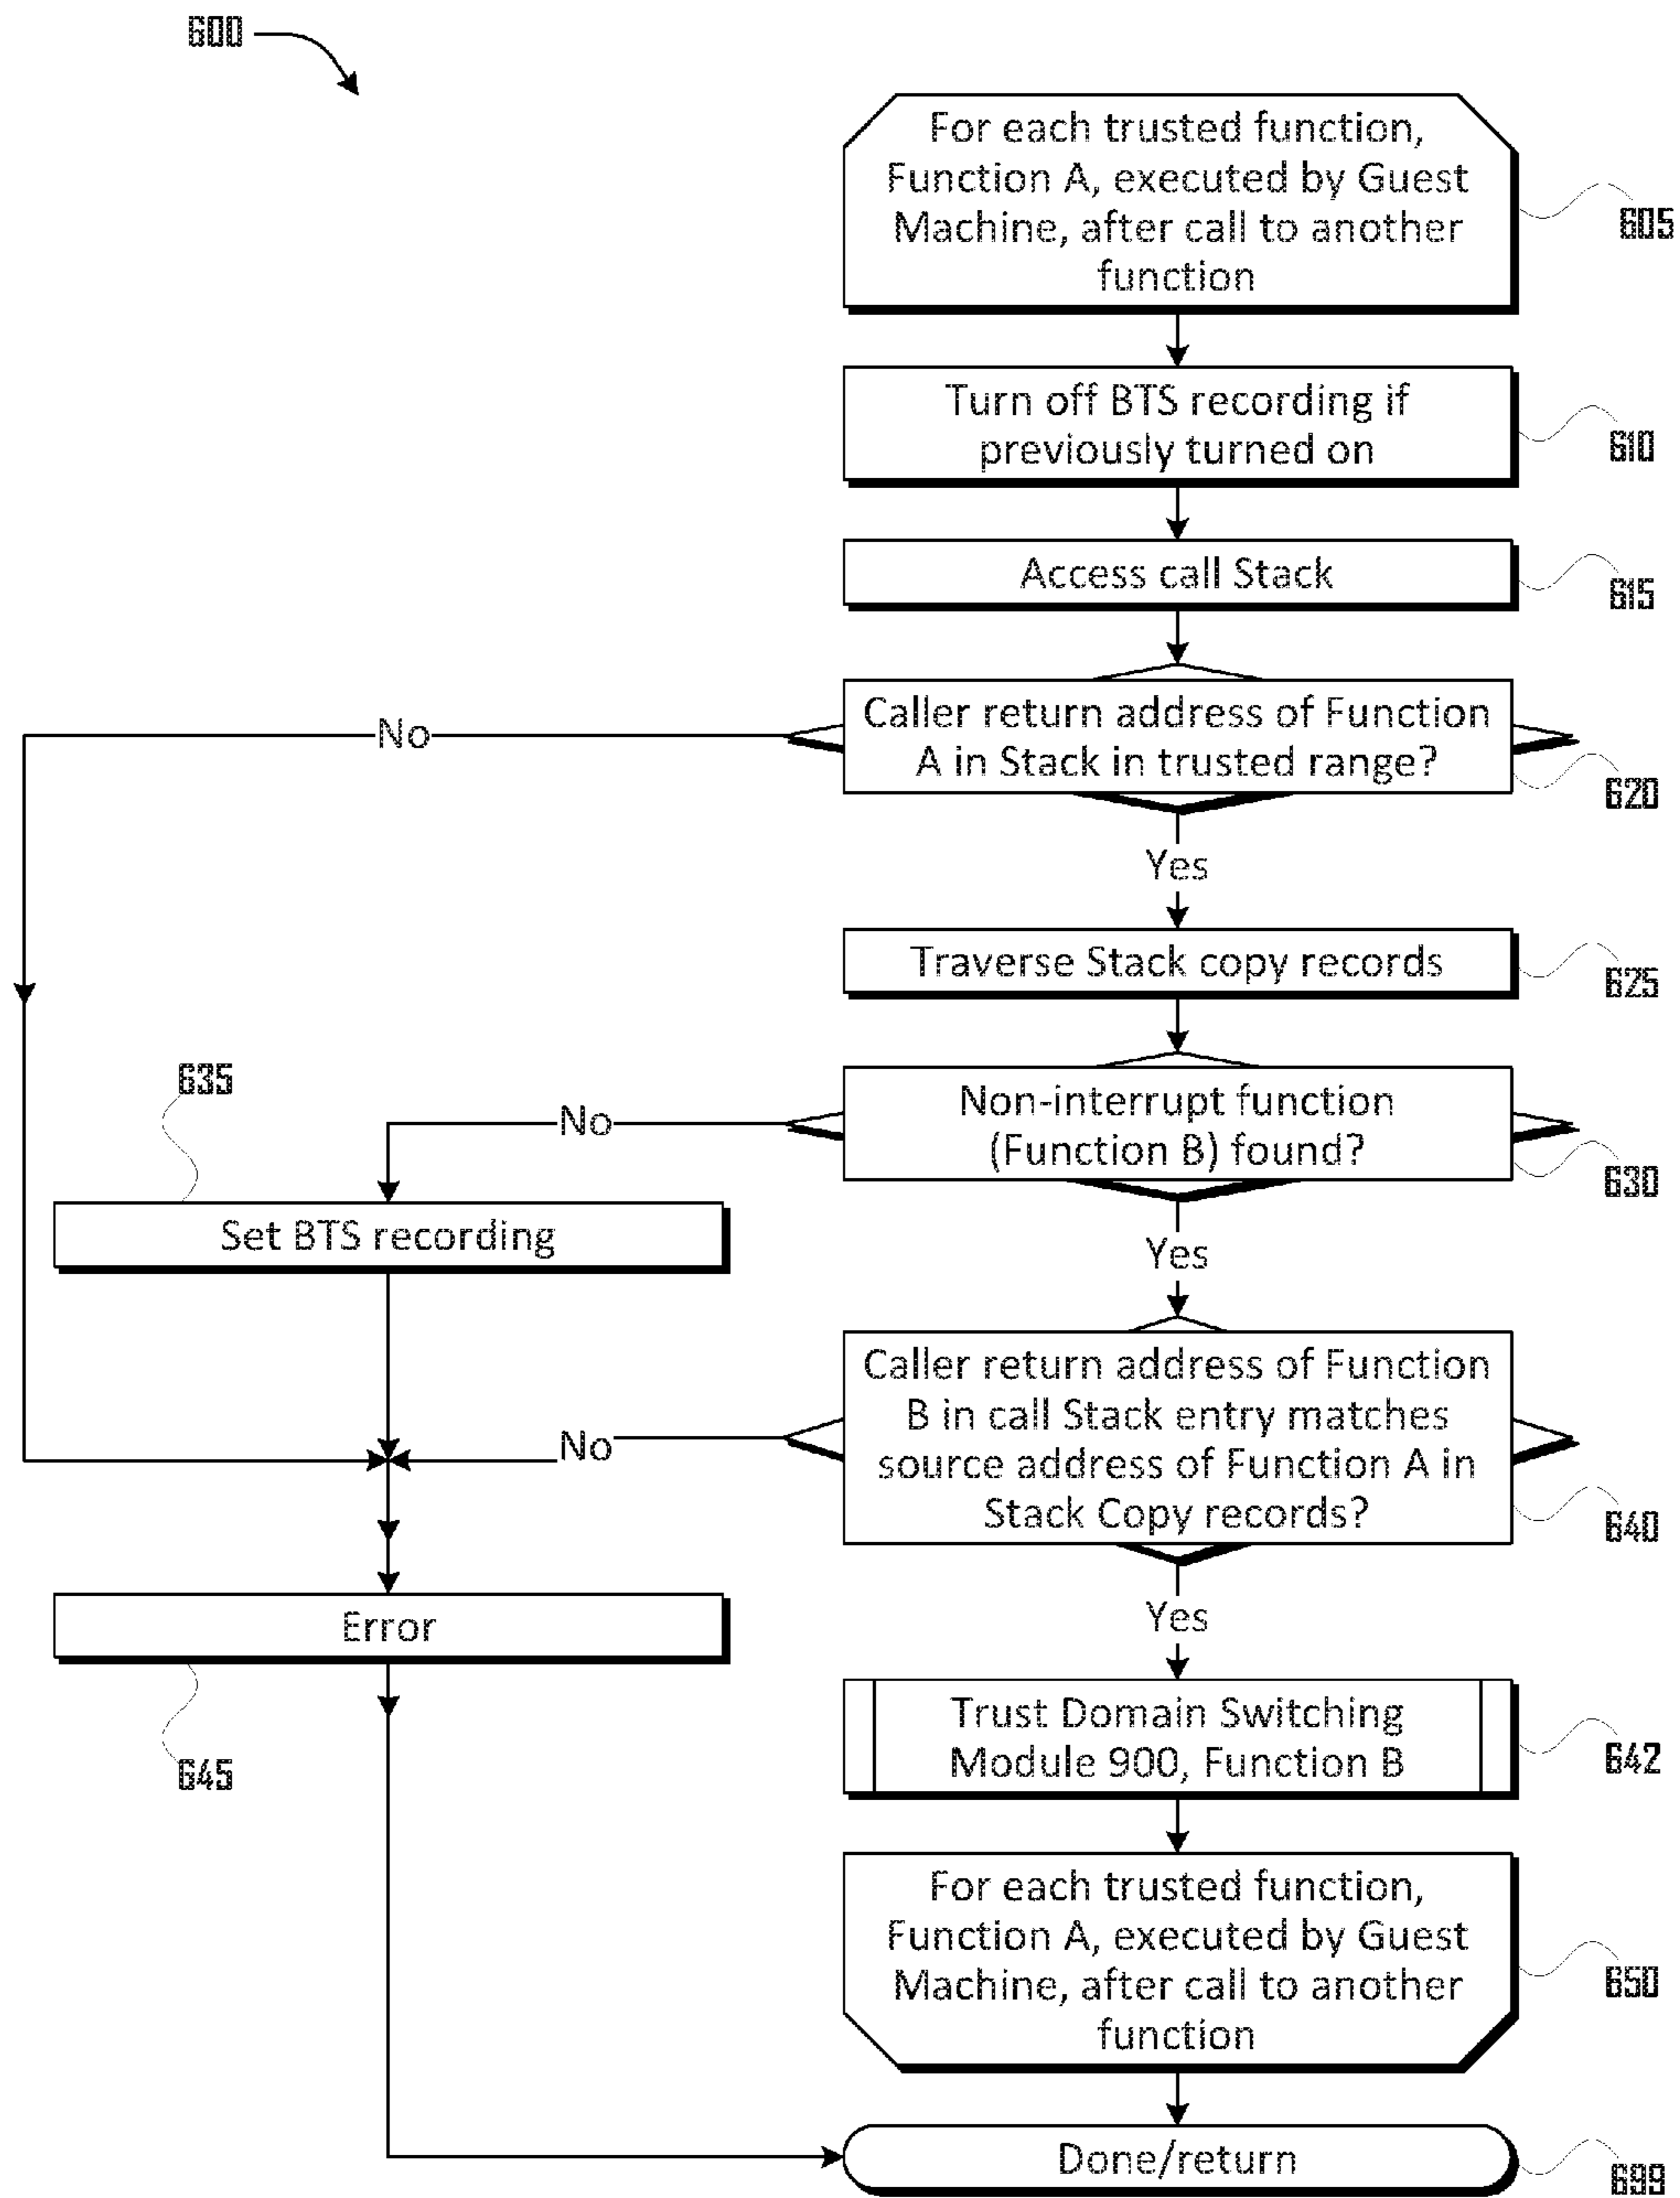 600
For each trusted function,
Function A, executed by Guest
Machine, after call to another
function
605
Turn off BTS recording if
previously turned on
610
Access call Stack
615
Caller return address of Function
A in Stack in trusted range?
No
620
Yes
Traverse Stack copy records
625
Non-interrupt function
(Function B) found?
No
630
635
Set BTS recording
Yes
Caller return address of Function
B in call Stack entry matches
source address of Function A in
Stack Copy records?
No
640
Error
645
Yes
Trust Domain Switching
Module 900, Function B
642
For each trusted function,
Function A, executed by Guest
Machine, after call to another
function
650
Done/return
699